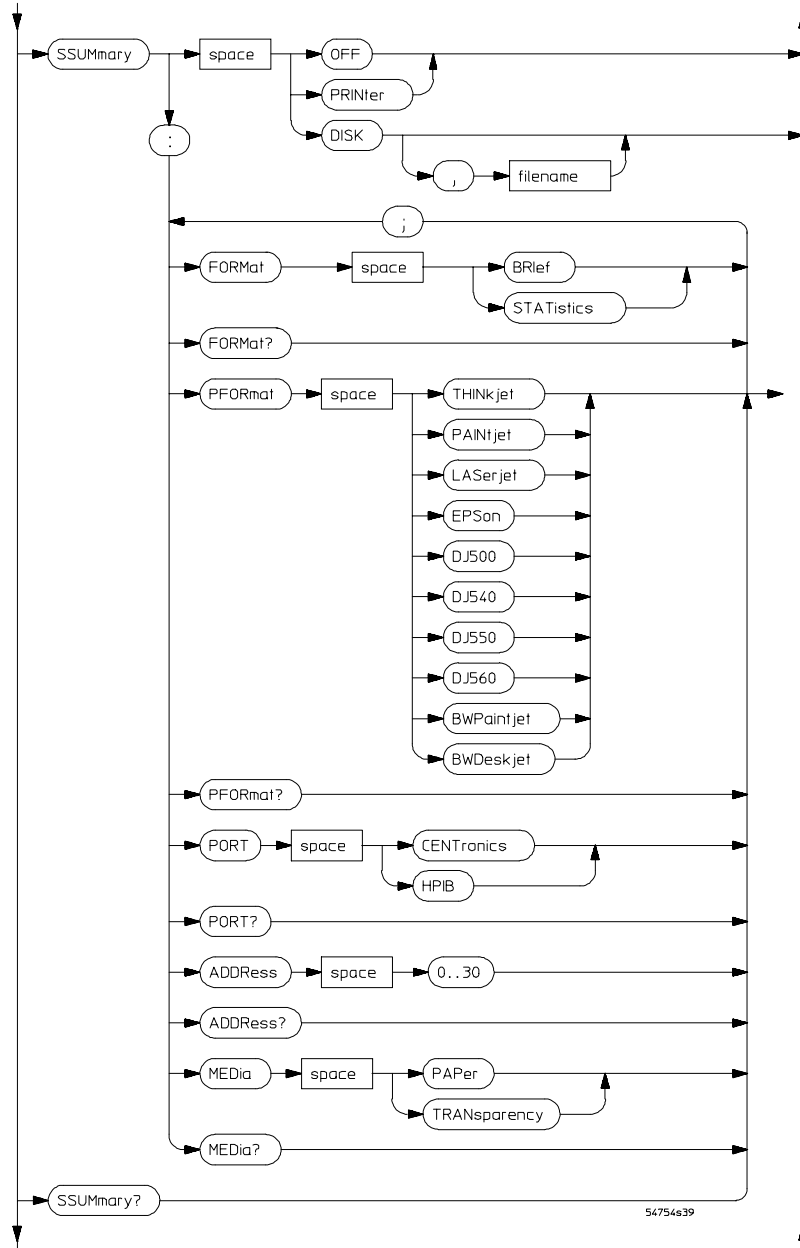 SSUMmary space OFF
PRINter
:
DISK
, filename
;
FORMat space BRIef
STATistics
FORMat?
PFORmat space THINkjet
PAINtjet
LASerjet
EPSon
DJ500
DJ540
DJ550
DJ560
BWPaintjet
BWDeskjet
PFORmat?
PORT space CENTronics
HPIB
PORT?
ADDRess space 0..30
ADDRess?
MEDia space PAPer
TRANsparency
MEDia?
SSUMmary?
54754s39